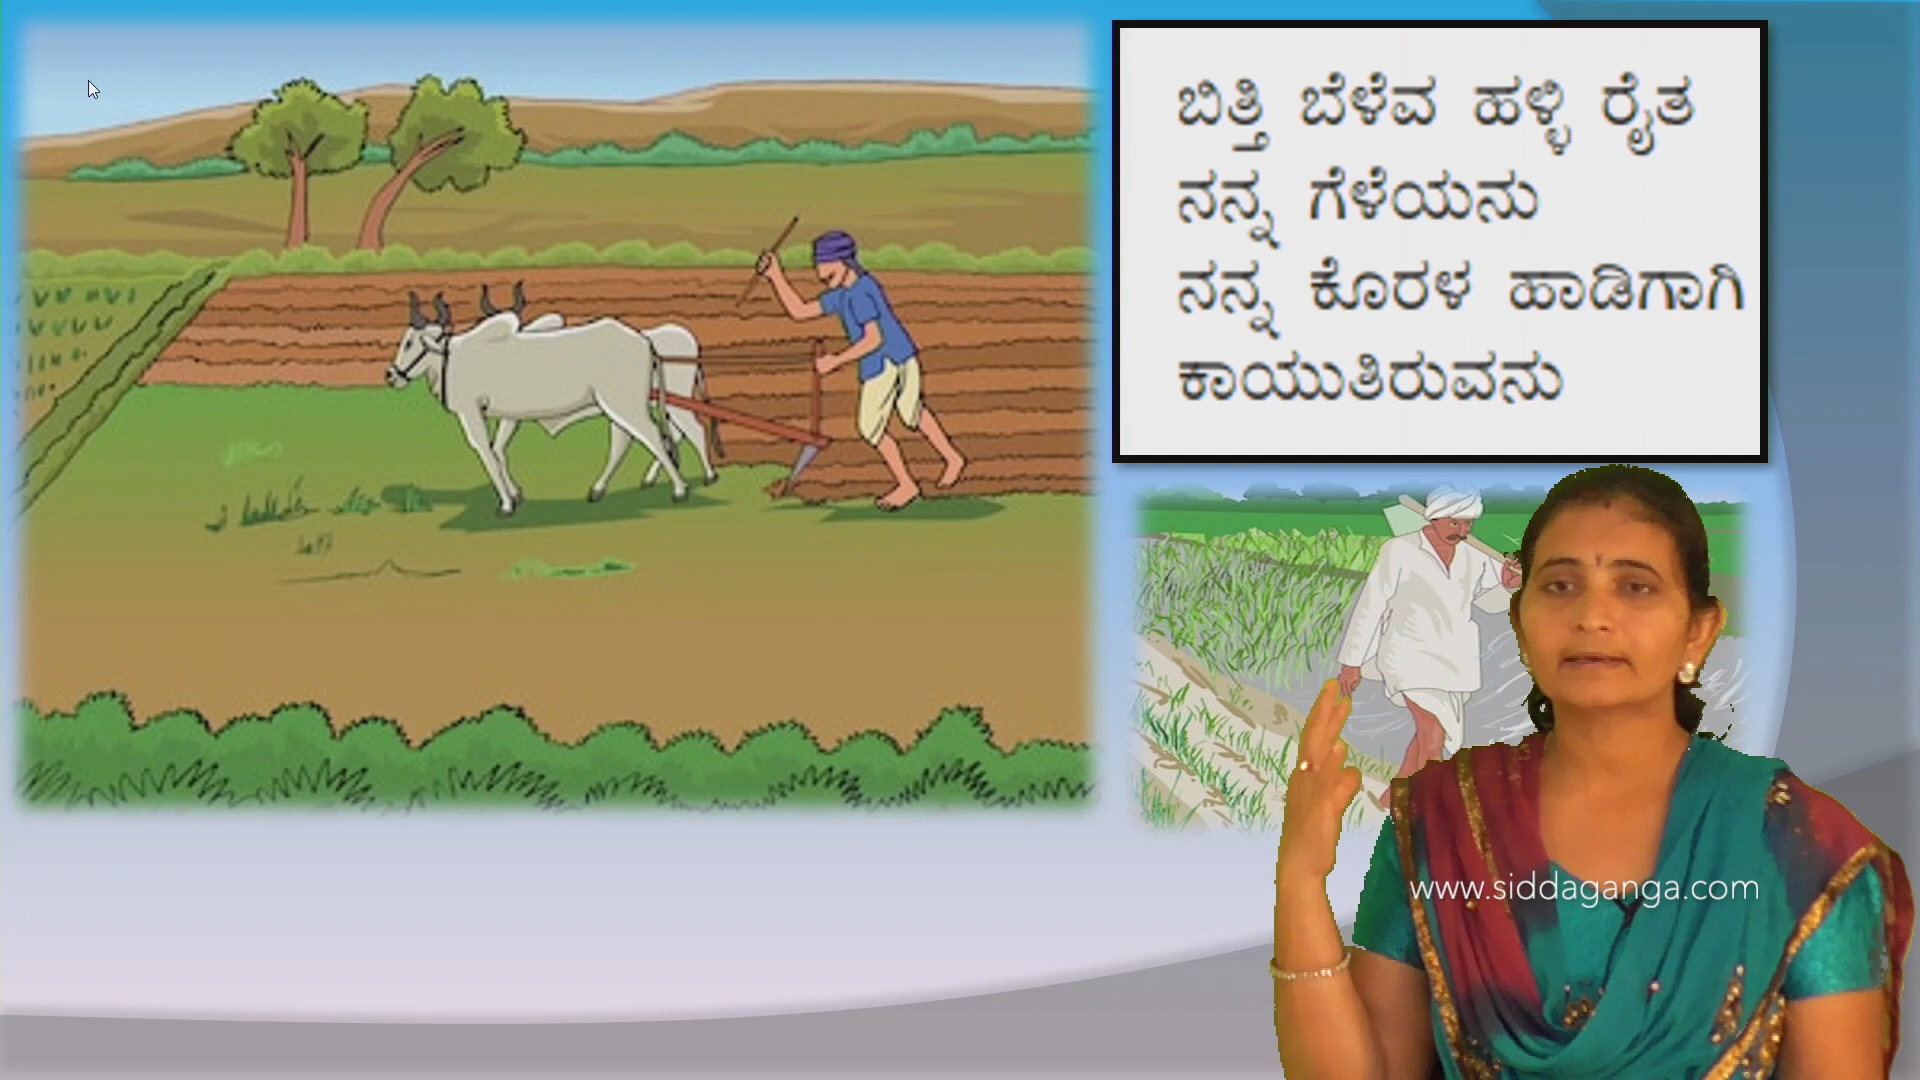 ಬಿತ್ತಿ ಬೆಳೆವ ಹಳ್ಳಿ ರೈತ
ನನ್ನ ಗೆಳೆಯನು
ನನ್ನ ಕೊರಳ ಹಾಡಿಗಾಗಿ
ಕಾಯುತಿರುವನು
www.siddaganga.com